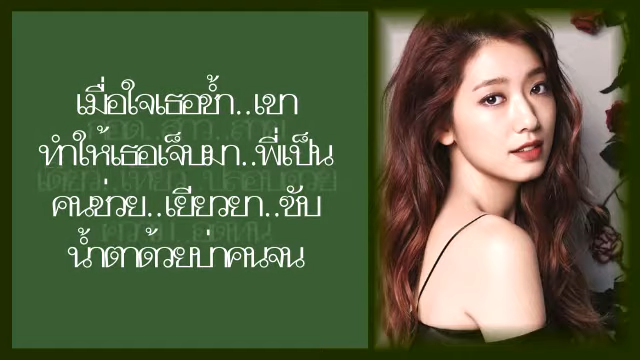 เมื่อใจเธอช้ำ..เขา
ทำให้เธอเจ็บมา..พี่เป็น
คนช่วย..เยียวยา..ซับ
น้ำตาด้วยบ่าคนจน